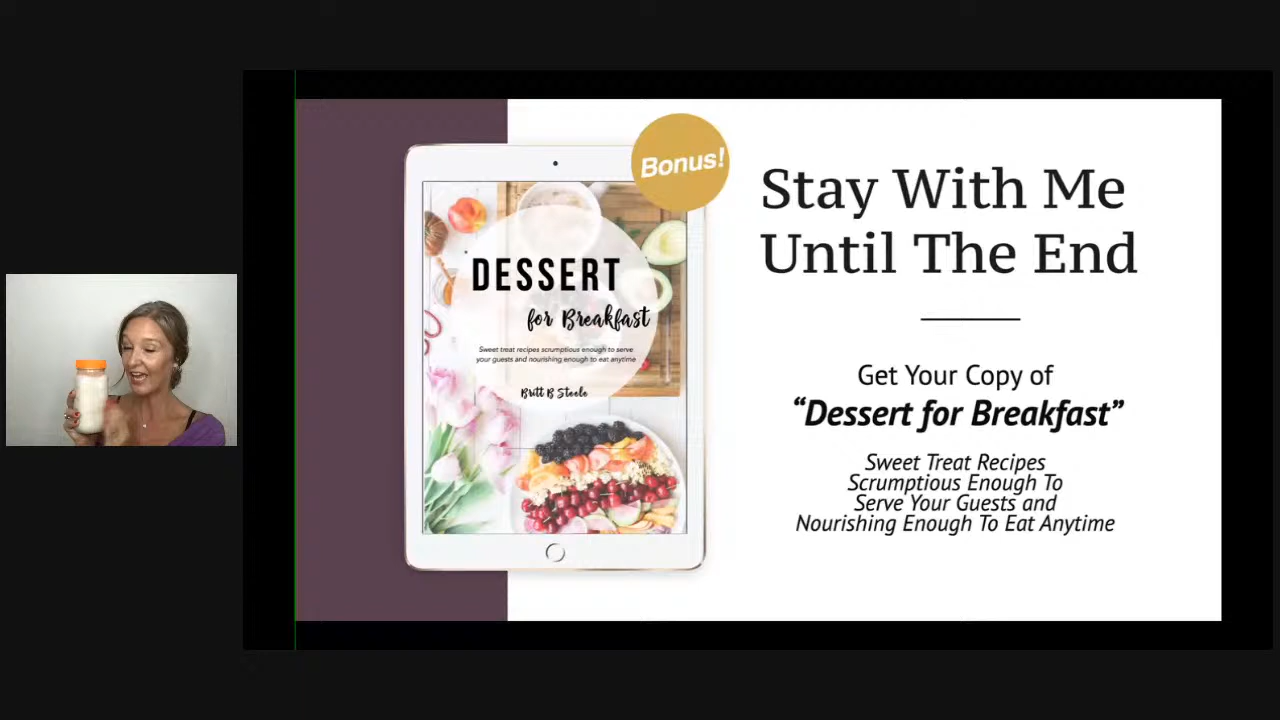 Bonus!
DESSERT
for Breakfast
Sweet treat recipes scrumptious enough to serve
your guests and nourishing enough to eat anytime
Britt B Steele
Stay With Me
Until The End
Get Your Copy of
“Dessert for Breakfast”
Sweet Treat Recipes
Scrumptious Enough To
Serve Your Guests and
Nourishing Enough To Eat Anytime